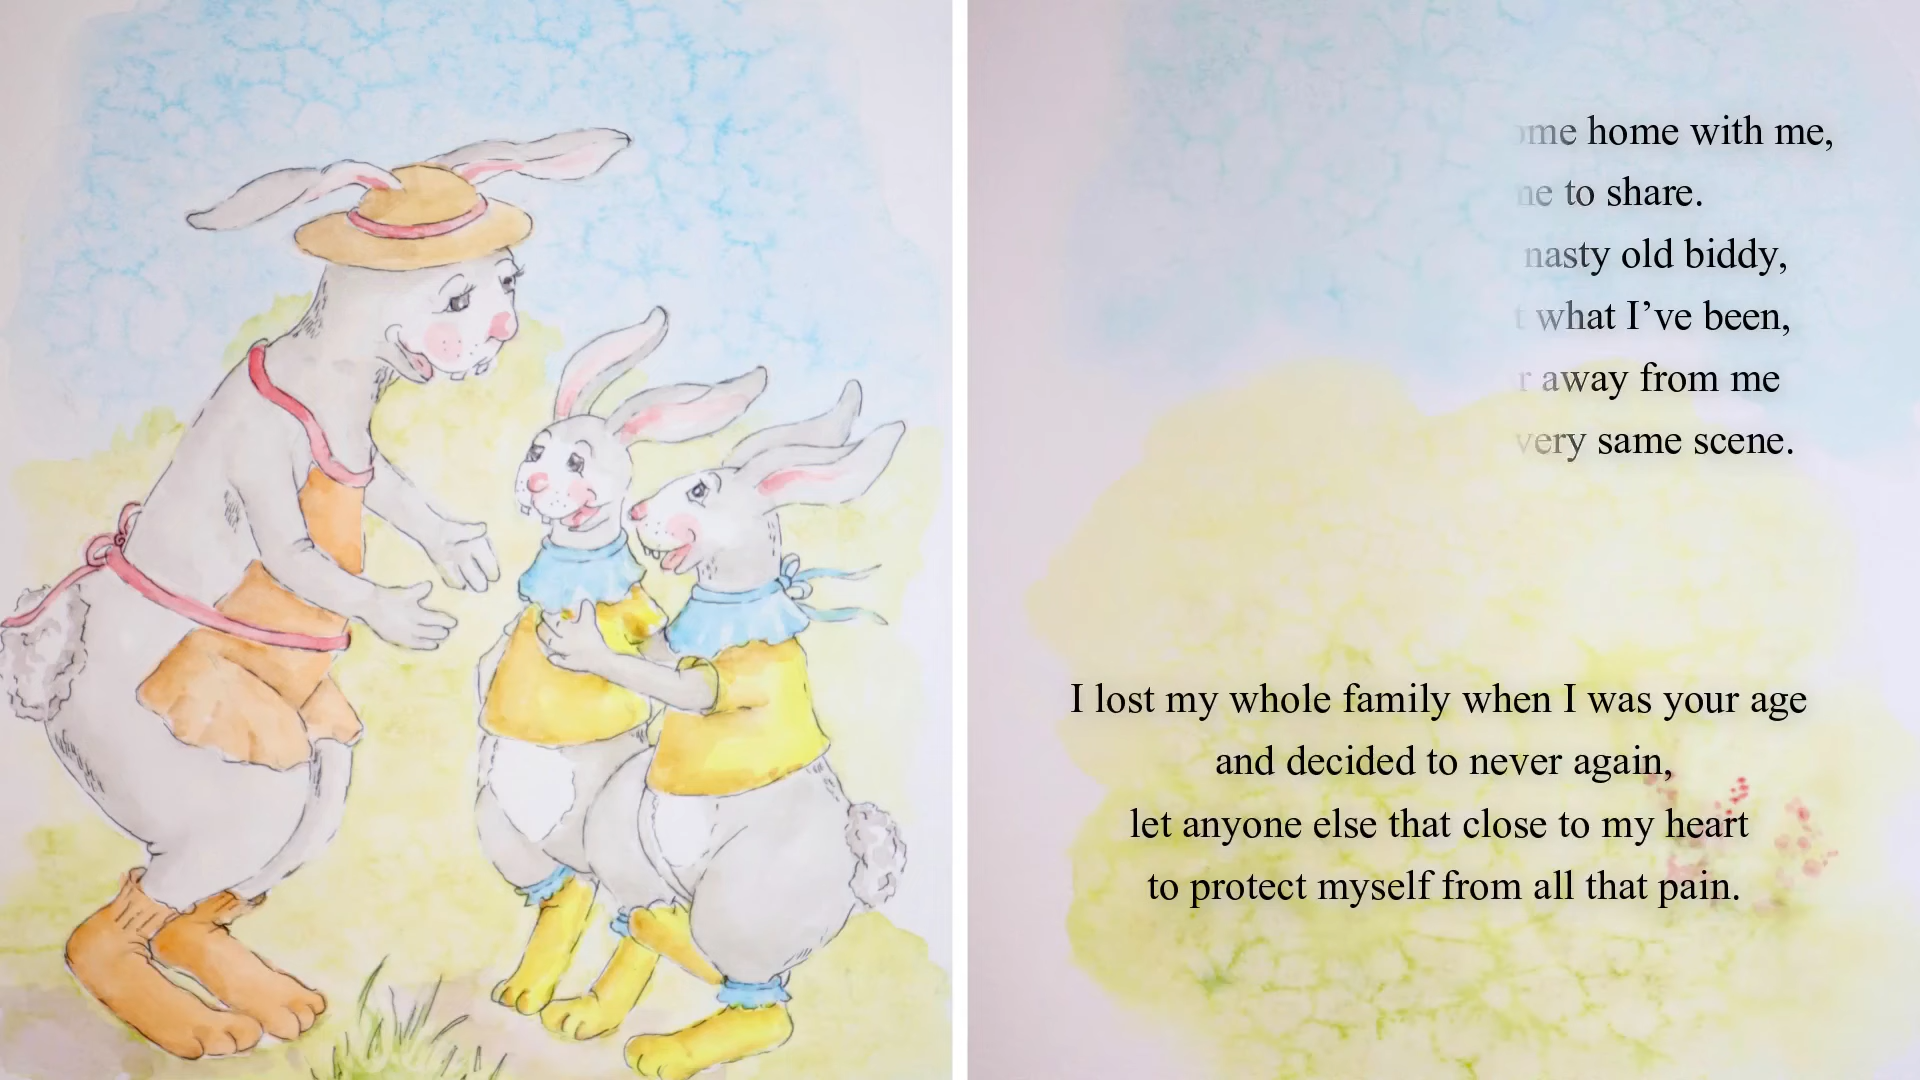 home with me,
to share.
nasty old biddy,
what I’ve been,
away from me
very same scene.
I lost my whole family when I was your age
and decided to never again,
let anyone else that close to my heart
to protect myself from all that pain.